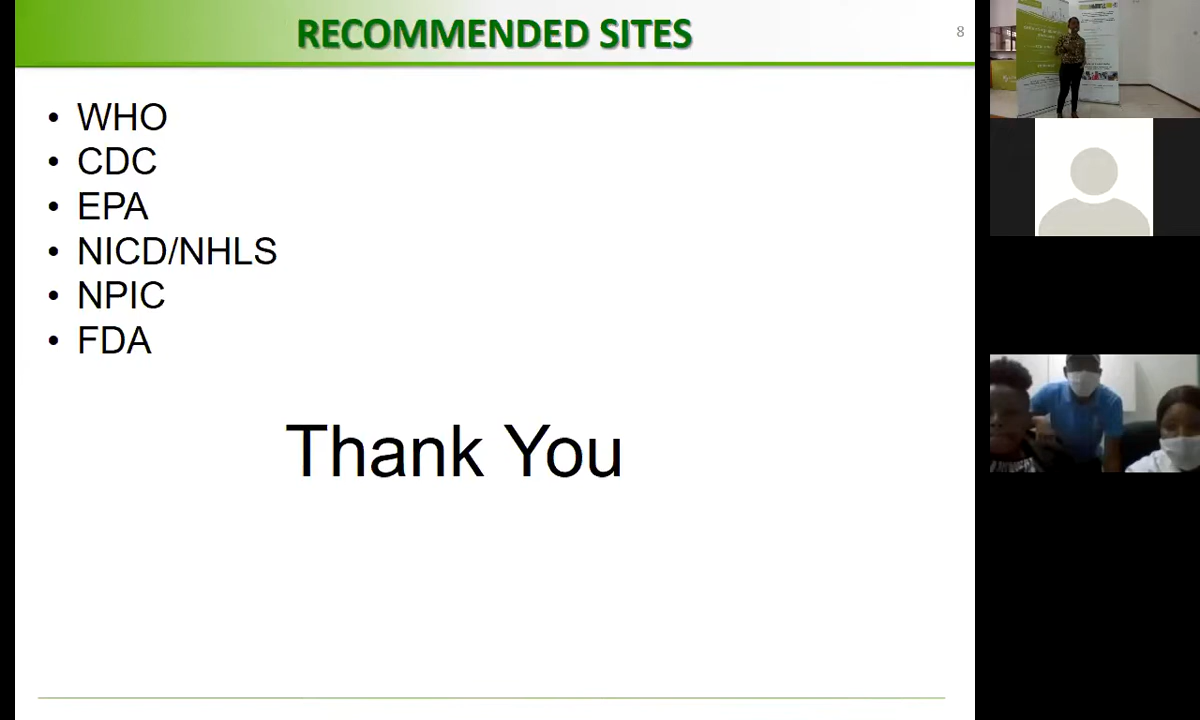 RECOMMENDED SITES
8
• WHO
• CDC
• EPA
• NICD/NHLS
• NPIC
• FDA
Thank You